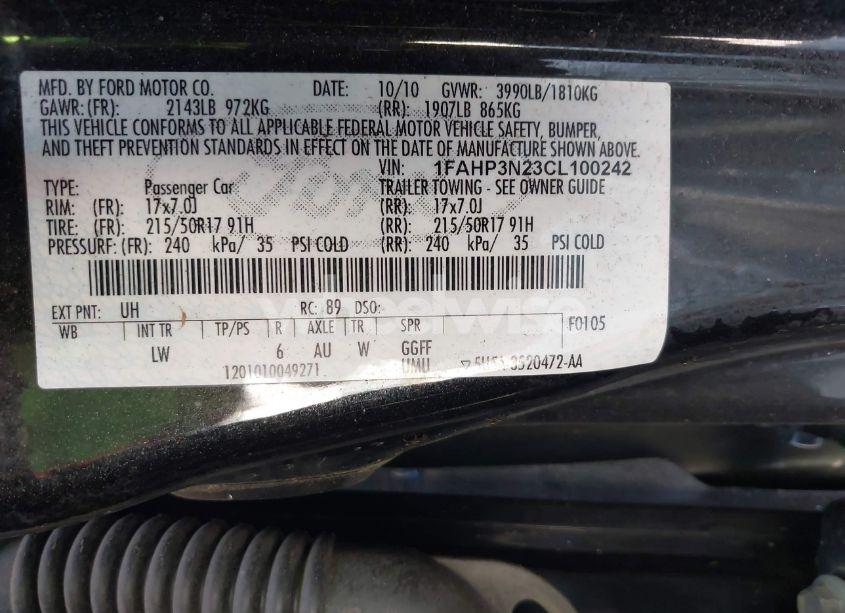 MFD. BY FORD MOTOR CO. DATE: 10/10 GVWR: 3990LB/1810KG
GAWR: (FR): 2143LB 972KG (RR): 1907LB 865KG
THIS VEHICLE CONFORMS TO ALL APPLICABLE FEDERAL MOTOR VEHICLE SAFETY, BUMPER,
AND THEFT PREVENTION STANDARDS IN EFFECT ON THE DATE OF MANUFACTURE SHOWN ABOVE.
VIN: 1FAHP3N23CL100242
TYPE: Passenger Car TRAILER TOWING - SEE OWNER GUIDE
RIM: (FR): 17x7.0J (RR): 17x7.0J
TIRE: (FR): 215/50R17 91H (RR): 215/50R17 91H
PRESSURF: (FR): 240 kPa/ 35 PSI COLD (RR): 240 kPa/ 35 PSI COLD
EXT PNT: UH RC: 89 DSO:
WB INT TR TP/PS R AXLE TR SPR F0105
LW 6 AU W GGFF
1201010049271 UMU 3520472-AA
Ford
wheelwise